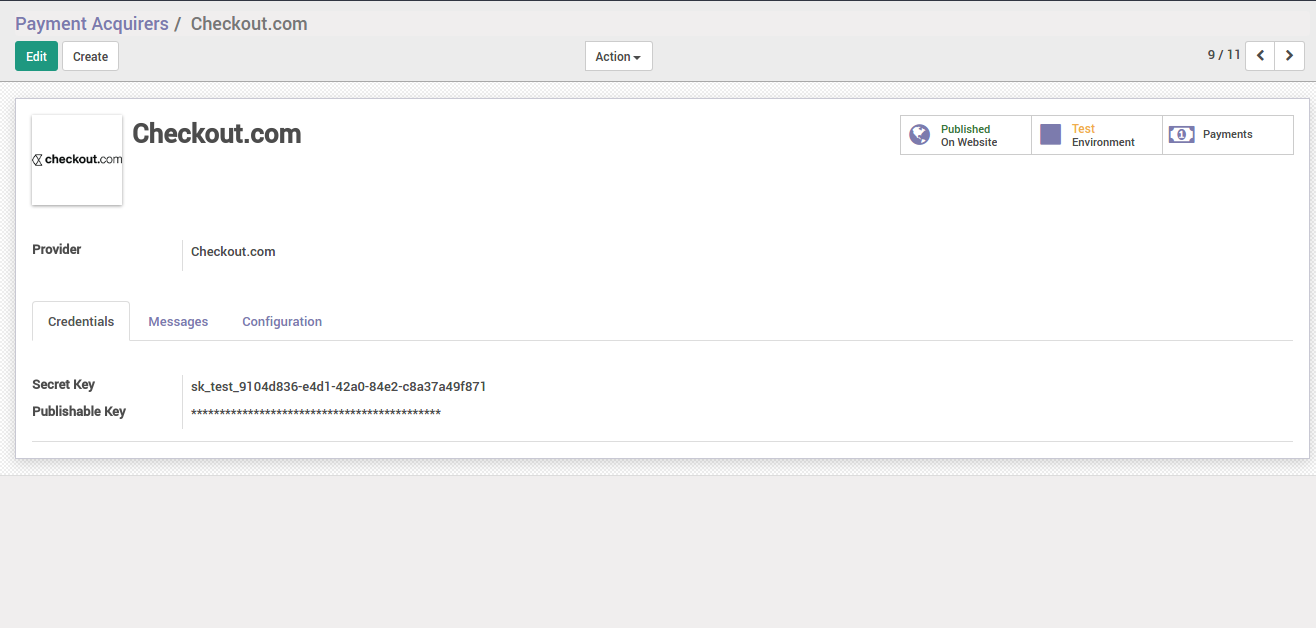 Payment Acquirers / Checkout.com
Edit
Create
Action
9 / 11
checkout.com
Checkout.com
Published
On Website
Test
Environment
1
Payments
Provider
Checkout.com
Credentials
Messages
Configuration
Secret Key
sk_test_9104d836-e4d1-42a0-84e2-c8a37a49f871
Publishable Key
********************************************